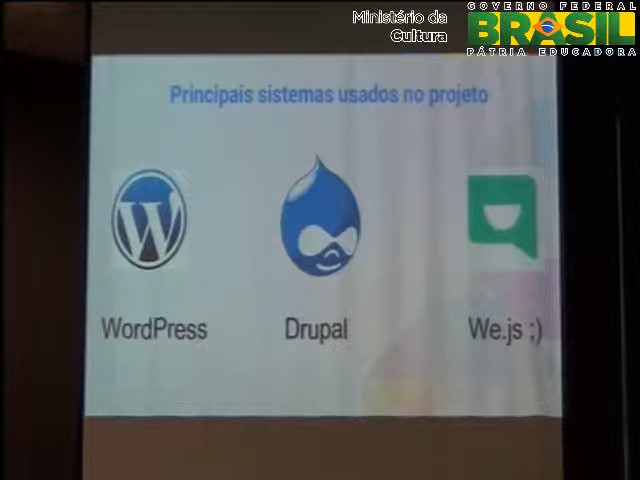 Ministério da
Cultura
GOVERNO FEDERAL
BRASIL
PÁTRIA EDUCADORA
Principais sistemas usados no projeto
W
WordPress
Drupal
We.js ;)